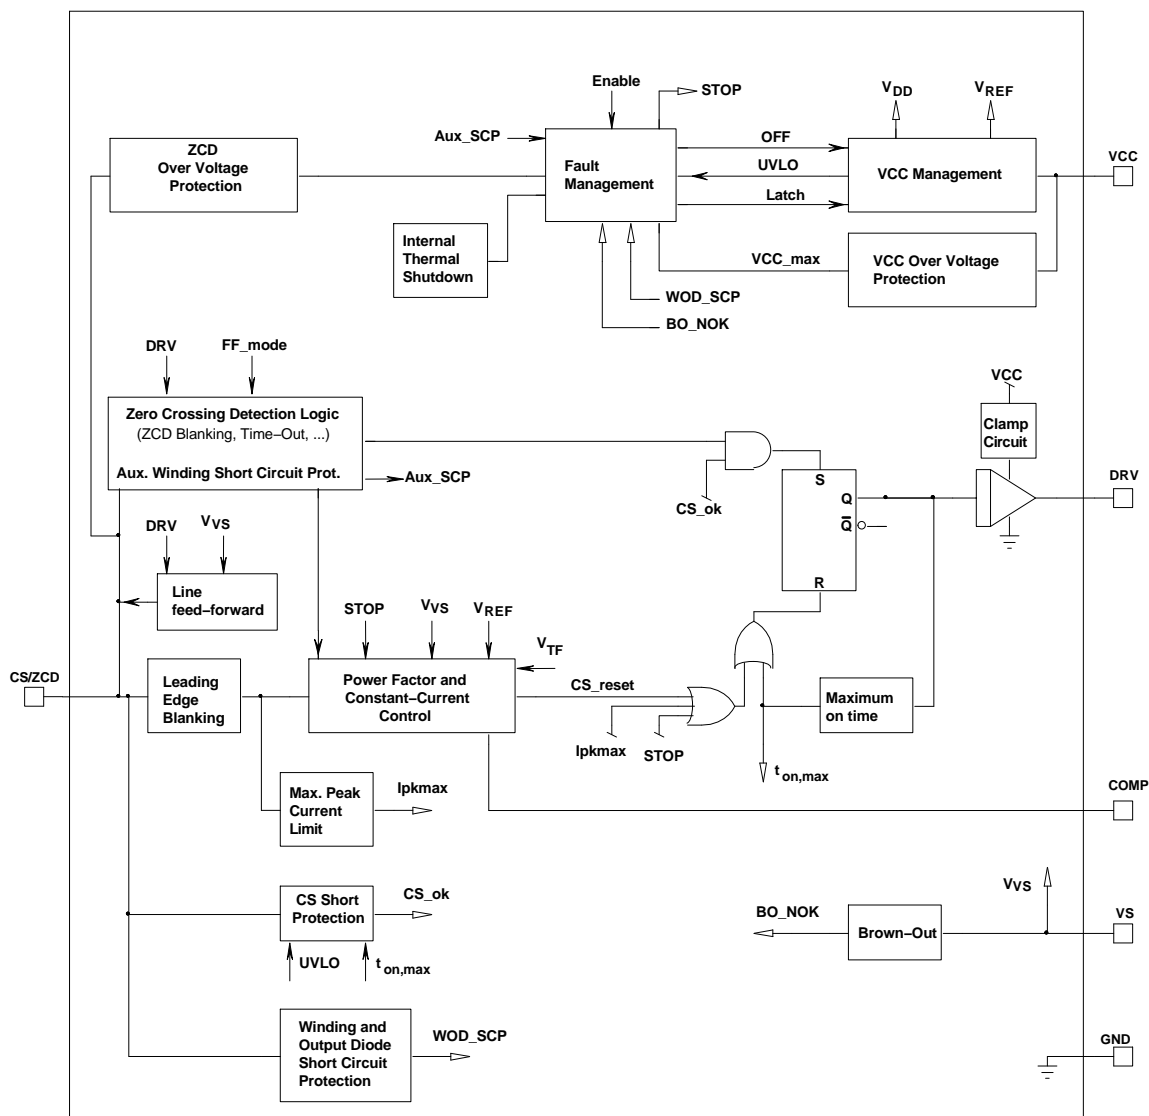 Enable
STOP
V_DD
V_REF
Aux_SCP
OFF
ZCD
Over Voltage
Protection
Fault
Management
UVLO
VCC Management
VCC
Latch
Internal
Thermal
Shutdown
VCC_max
VCC Over Voltage
Protection
WOD_SCP
BO_NOK
DRV
FF_mode
VCC
Zero Crossing Detection Logic
(ZCD Blanking, Time−Out, ...)
Aux. Winding Short Circuit Prot.
Aux_SCP
CS_ok
S
Q
Q̅
R
Clamp
Circuit
DRV
DRV
V_VS
Line
feed−forward
STOP
V_VS
V_REF
V_TF
CS/ZCD
Leading
Edge
Blanking
Power Factor and
Constant−Current
Control
CS_reset
Ipkmax
STOP
Maximum
on time
t_on,max
Max. Peak
Current
Limit
Ipkmax
COMP
CS Short
Protection
CS_ok
UVLO
t_on,max
V_VS
BO_NOK
Brown−Out
VS
Winding and
Output Diode
Short Circuit
Protection
WOD_SCP
GND